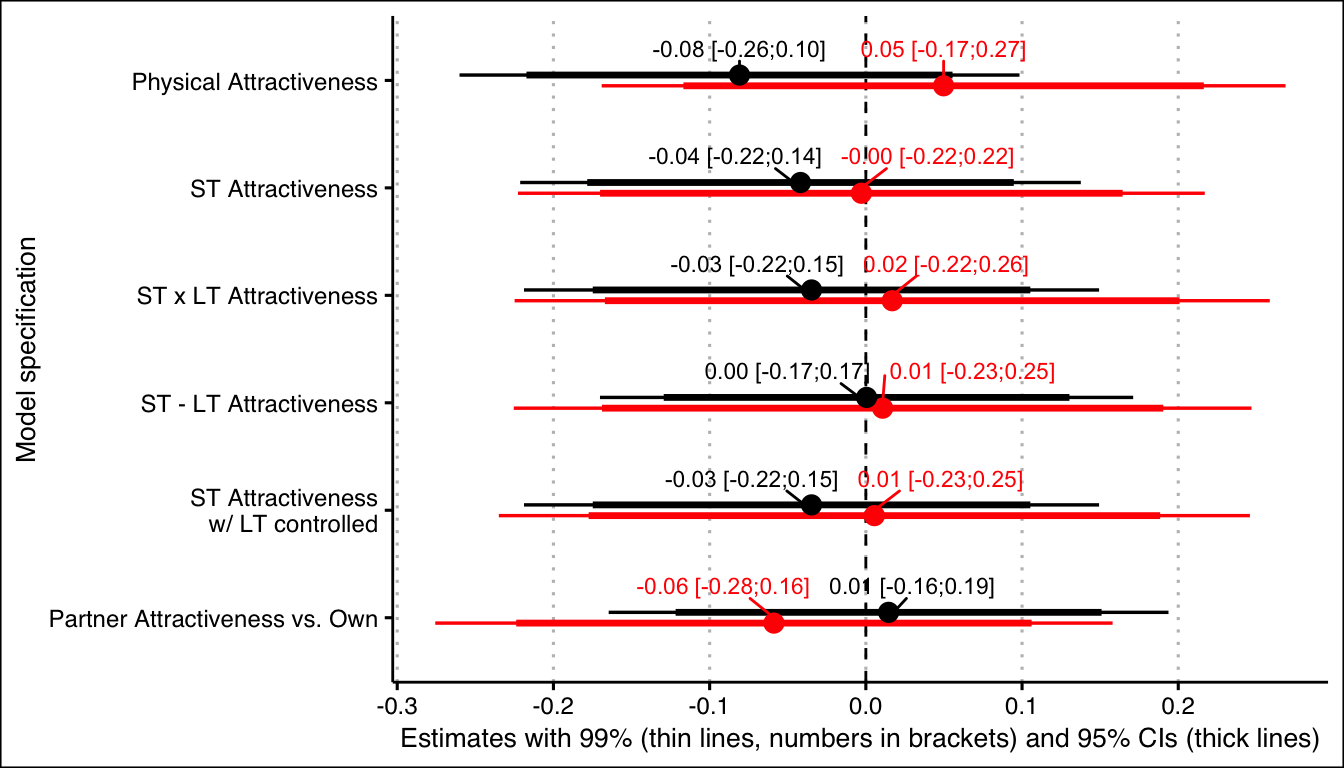 -0.08 [-0.26;0.10] 0.05 [-0.17;0.27]
Physical Attractiveness
-0.04 [-0.22;0.14] -0.00 [-0.22;0.22]
ST Attractiveness
-0.03 [-0.22;0.15] 0.02 [-0.22;0.26]
ST x LT Attractiveness
0.00 [-0.17;0.17] 0.01 [-0.23;0.25]
ST - LT Attractiveness
-0.03 [-0.22;0.15] 0.01 [-0.23;0.25]
ST Attractiveness
w/ LT controlled
-0.06 [-0.28;0.16] 0.01 [-0.16;0.19]
Partner Attractiveness vs. Own
Model specification
-0.3 -0.2 -0.1 0.0 0.1 0.2
Estimates with 99% (thin lines, numbers in brackets) and 95% CIs (thick lines)